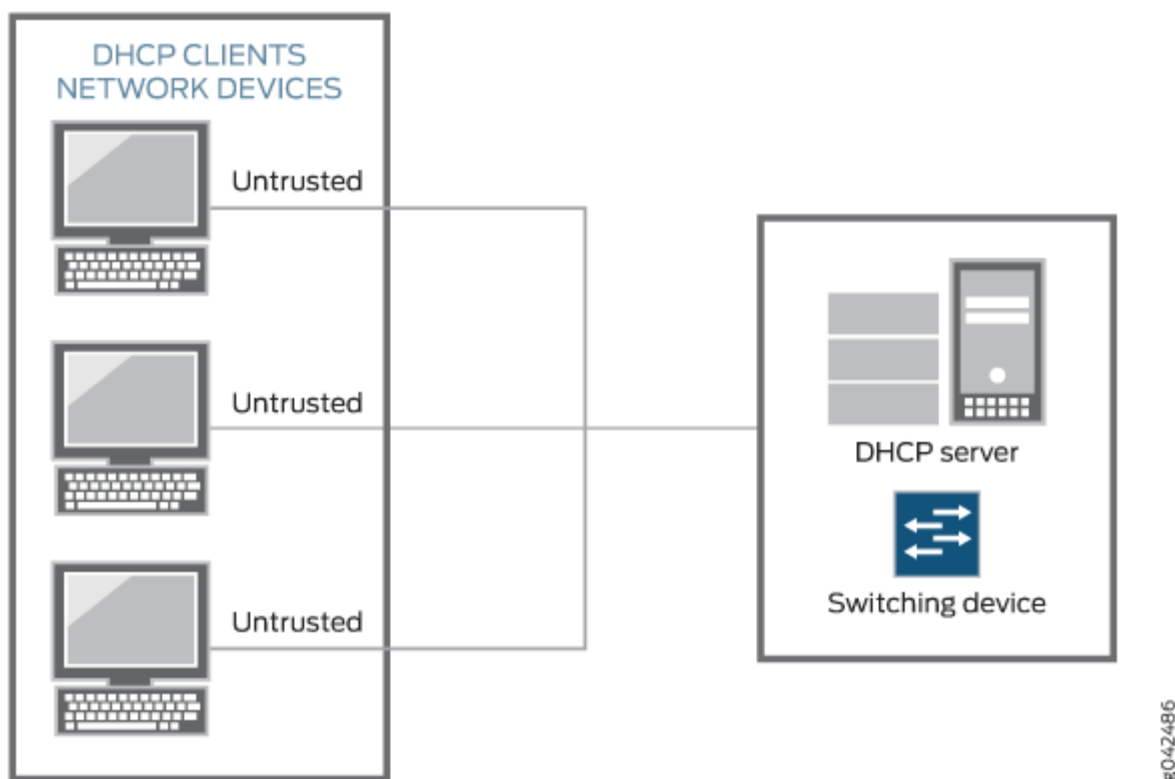 DHCP CLIENTS
NETWORK DEVICES
Untrusted
Untrusted
Untrusted
DHCP server
Switching device
g042486